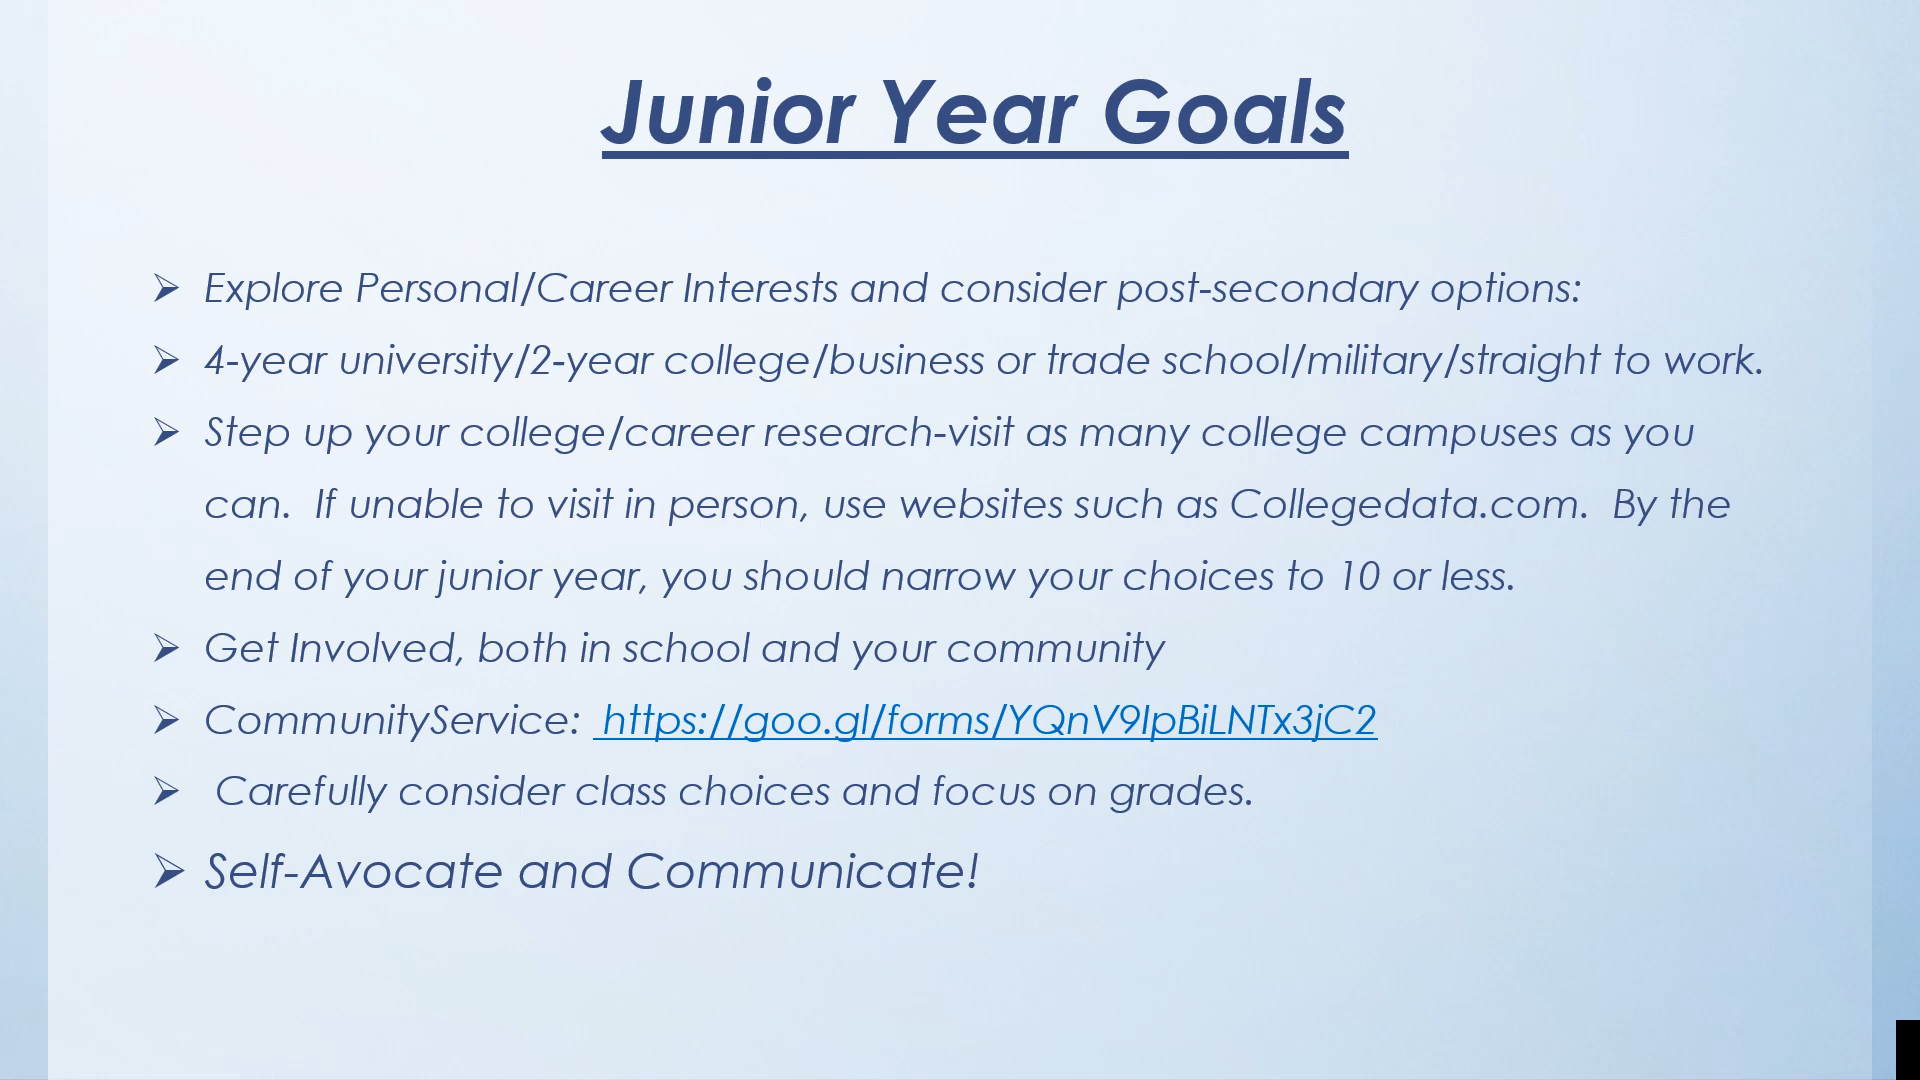 Junior Year Goals
➢ Explore Personal/Career Interests and consider post-secondary options:
➢ 4-year university/2-year college/business or trade school/military/straight to work.
➢ Step up your college/career research-visit as many college campuses as you
can.  If unable to visit in person, use websites such as Collegedata.com.  By the
end of your junior year, you should narrow your choices to 10 or less.
➢ Get Involved, both in school and your community
➢ CommunityService:  https://goo.gl/forms/YQnV9IpBiLNTx3jC2
➢  Carefully consider class choices and focus on grades.
➢ Self-Avocate and Communicate!